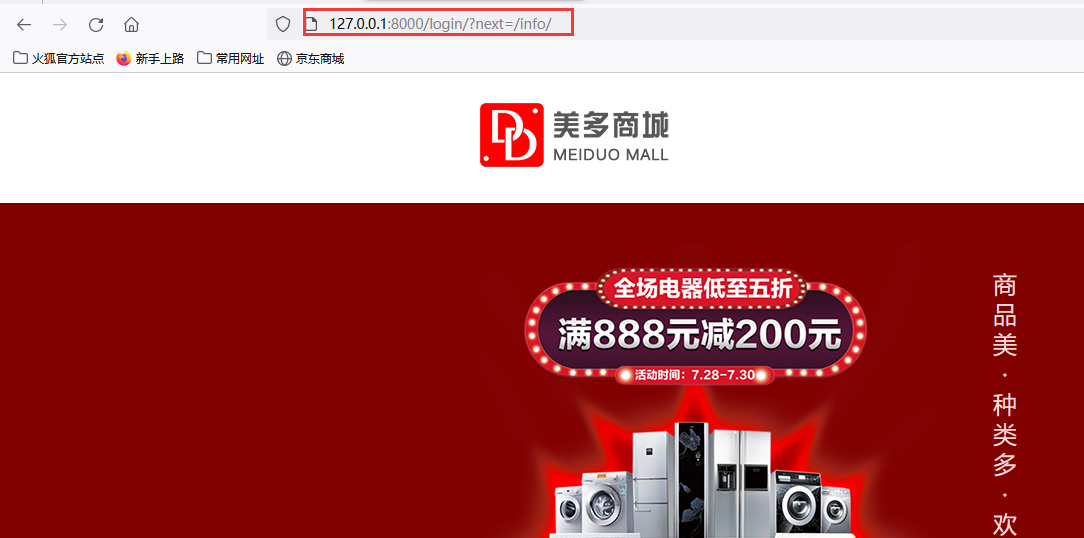 127.0.0.1:8000/login/?next=/info/
火狐官方站点
新手上路
常用网址
京东商城
美多商城
MEIDUO MALL
全场电器低至五折
满888元减200元
活动时间：7.28-7.30
商品美·种类多·欢